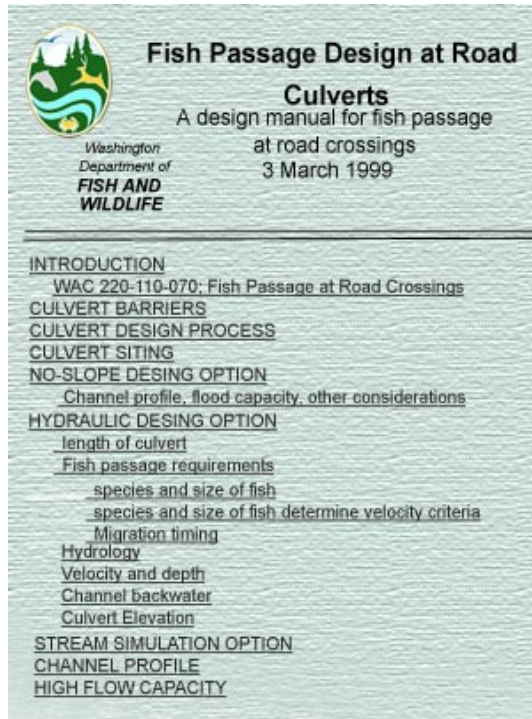 Fish Passage Design at Road
Culverts
A design manual for fish passage
at road crossings
3 March 1999
Washington
Department of
FISH AND
WILDLIFE
INTRODUCTION
WAC 220-110-070; Fish Passage at Road Crossings
CULVERT BARRIERS
CULVERT DESIGN PROCESS
CULVERT SITING
NO-SLOPE DESING OPTION
Channel profile, flood capacity, other considerations
HYDRAULIC DESING OPTION
length of culvert
Fish passage requirements
species and size of fish
species and size of fish determine velocity criteria
Migration timing
Hydrology
Velocity and depth
Channel backwater
Culvert Elevation
STREAM SIMULATION OPTION
CHANNEL PROFILE
HIGH FLOW CAPACITY